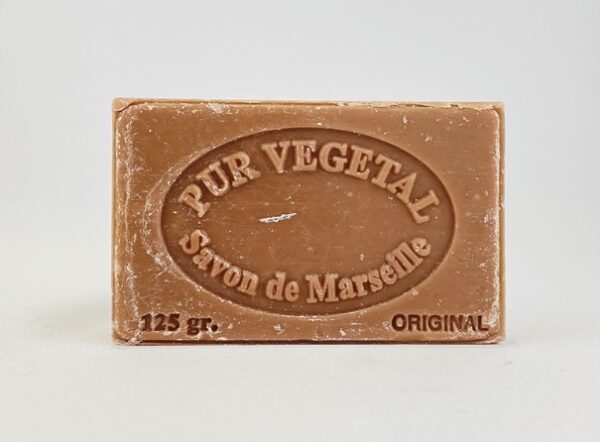 PUR VEGETAL
Savon de Marseille
125 gr.
ORIGINAL